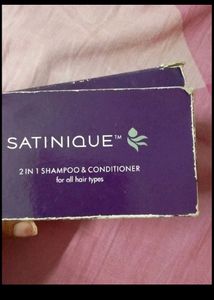 SATINIQUE™
2 IN 1 SHAMPOO & CONDITIONER
for all hair types